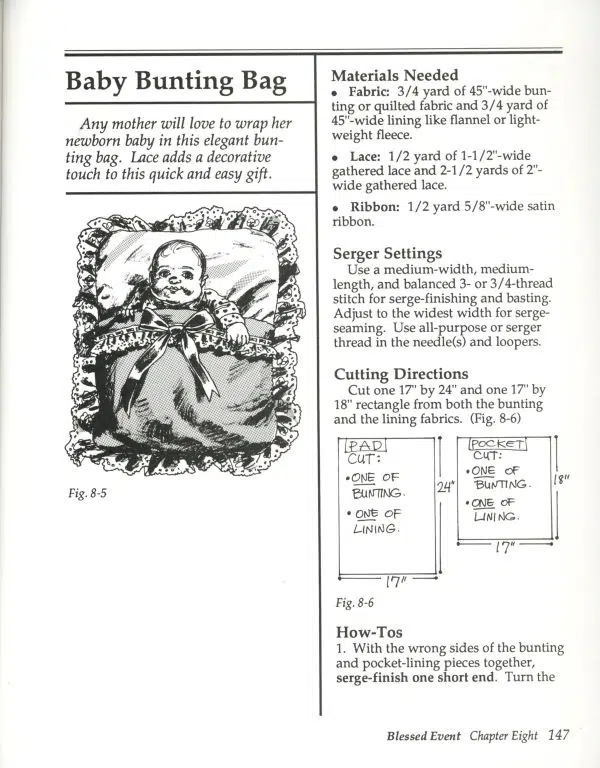 Baby Bunting Bag
Any mother will love to wrap her
newborn baby in this elegant bun-
ting bag. Lace adds a decorative
touch to this quick and easy gift.
Fig. 8-5
Materials Needed
• Fabric: 3/4 yard of 45"-wide bun-
ting or quilted fabric and 3/4 yard of
45"-wide lining like flannel or light-
weight fleece.
• Lace: 1/2 yard of 1-1/2"-wide
gathered lace and 2-1/2 yards of 2"-
wide gathered lace.
• Ribbon: 1/2 yard 5/8"-wide satin
ribbon.
Serger Settings
Use a medium-width, medium-
length, and balanced 3- or 3/4-thread
stitch for serge-finishing and basting.
Adjust to the widest width for serge-
seaming. Use all-purpose or serger
thread in the needle(s) and loopers.
Cutting Directions
Cut one 17" by 24" and one 17" by
18" rectangle from both the bunting
and the lining fabrics. (Fig. 8-6)
PAD
CUT:
• ONE OF
BUNTING.
• ONE OF
LINING.
24"
17"
POCKET
CUT:
• ONE OF
BUNTING.
• ONE OF
LINING.
18"
17"
Fig. 8-6
How-Tos
1. With the wrong sides of the bunting
and pocket-lining pieces together,
serge-finish one short end. Turn the
Blessed Event Chapter Eight 147